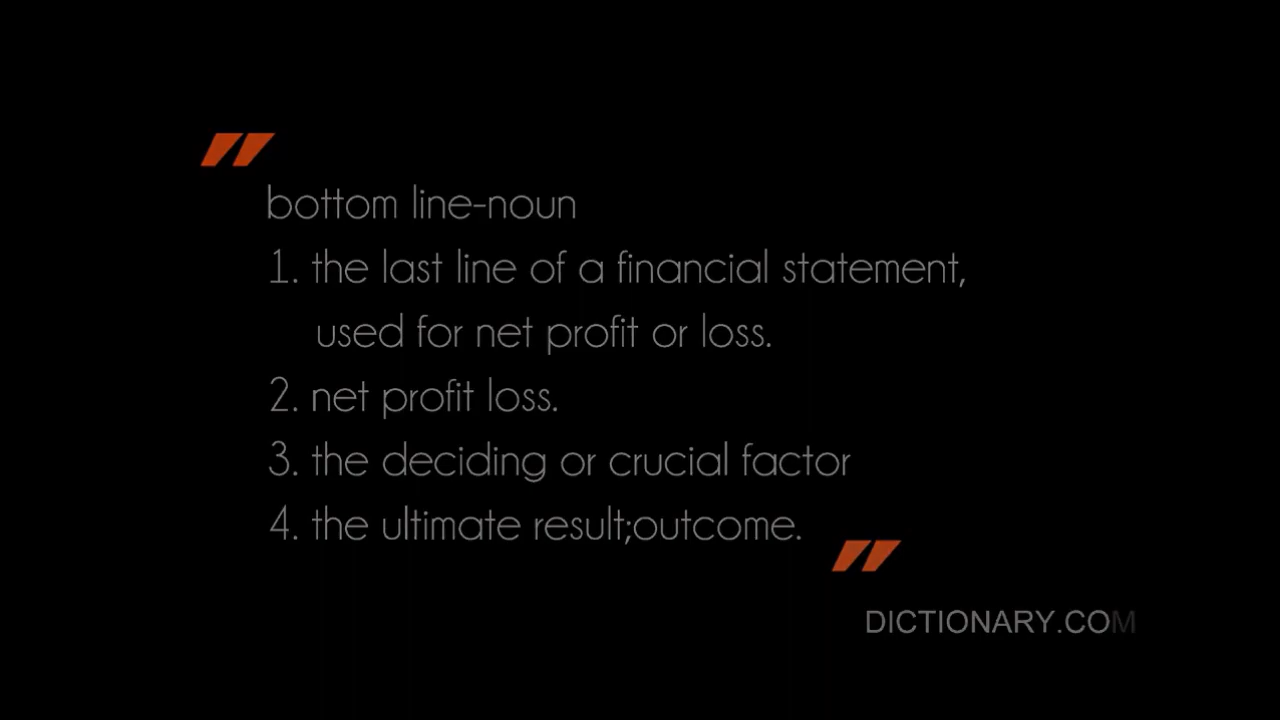 bottom line-noun
1. the last line of a financial statement,
used for net profit or loss.
2. net profit loss.
3. the deciding or crucial factor
4. the ultimate result;outcome.
DICTIONARY.COM